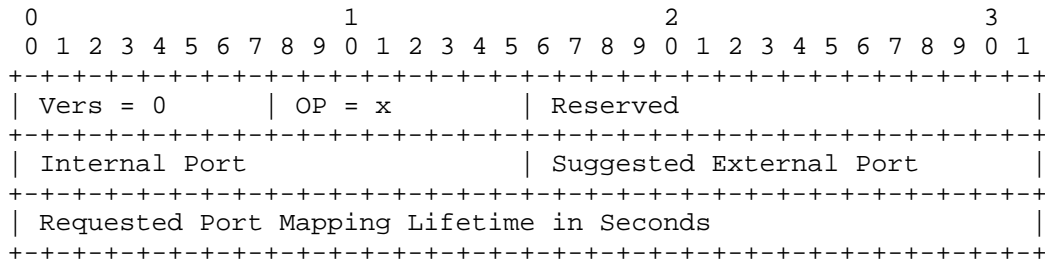 0                   1                   2                   3
 0 1 2 3 4 5 6 7 8 9 0 1 2 3 4 5 6 7 8 9 0 1 2 3 4 5 6 7 8 9 0 1
+-+-+-+-+-+-+-+-+-+-+-+-+-+-+-+-+-+-+-+-+-+-+-+-+-+-+-+-+-+-+-+-+
| Vers = 0      | OP = x        | Reserved                      |
+-+-+-+-+-+-+-+-+-+-+-+-+-+-+-+-+-+-+-+-+-+-+-+-+-+-+-+-+-+-+-+-+
| Internal Port                 | Suggested External Port       |
+-+-+-+-+-+-+-+-+-+-+-+-+-+-+-+-+-+-+-+-+-+-+-+-+-+-+-+-+-+-+-+-+
| Requested Port Mapping Lifetime in Seconds                    |
+-+-+-+-+-+-+-+-+-+-+-+-+-+-+-+-+-+-+-+-+-+-+-+-+-+-+-+-+-+-+-+-+